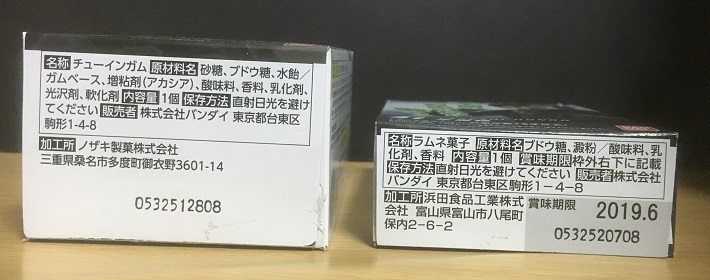 名称 チューインガム 原材料名 砂糖、ブドウ糖、水飴/
ガムベース、増粘剤(アカシア)、酸味料、香料、乳化剤、
光沢剤、軟化剤 内容量 1個 保存方法 直射日光を避け
てください 販売者 株式会社バンダイ 東京都台東区
駒形1-4-8
加工所 ノザキ製菓株式会社
三重県桑名市多度町御衣野3601-14
0532512808
名称 ラムネ菓子 原材料名 ブドウ糖、澱粉/酸味料、乳
化剤、香料 内容量 1個 賞味期限 枠外右下に記載
保存方法 直射日光を避けてください 販売者 株式会社
バンダイ 東京都台東区駒形1-4-8
加工所 浜田食品工業株式
会社 富山県富山市八尾町
保内2-6-2
賞味期限
2019.6
0532520708